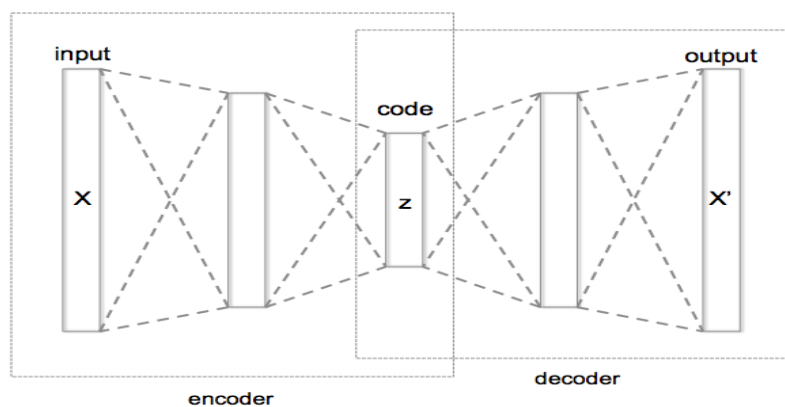 input
output
code
X
z
X'
decoder
encoder